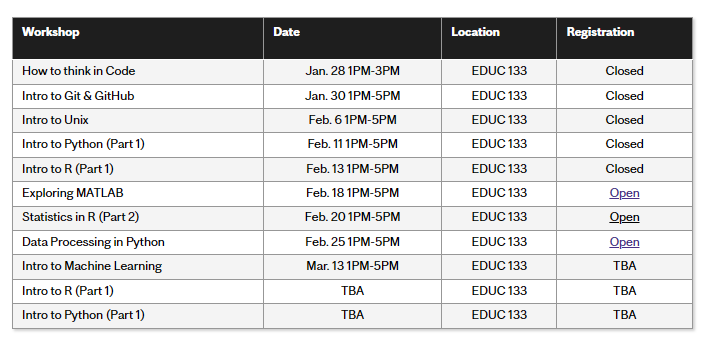 Workshop Date Location Registration
How to think in Code Jan. 28 1PM-3PM EDUC 133 Closed
Intro to Git & GitHub Jan. 30 1PM-5PM EDUC 133 Closed
Intro to Unix Feb. 6 1PM-5PM EDUC 133 Closed
Intro to Python (Part 1) Feb. 11 1PM-5PM EDUC 133 Closed
Intro to R (Part 1) Feb. 13 1PM-5PM EDUC 133 Closed
Exploring MATLAB Feb. 18 1PM-5PM EDUC 133 Open
Statistics in R (Part 2) Feb. 20 1PM-5PM EDUC 133 Open
Data Processing in Python Feb. 25 1PM-5PM EDUC 133 Open
Intro to Machine Learning Mar. 13 1PM-5PM EDUC 133 TBA
Intro to R (Part 1) TBA EDUC 133 TBA
Intro to Python (Part 1) TBA EDUC 133 TBA